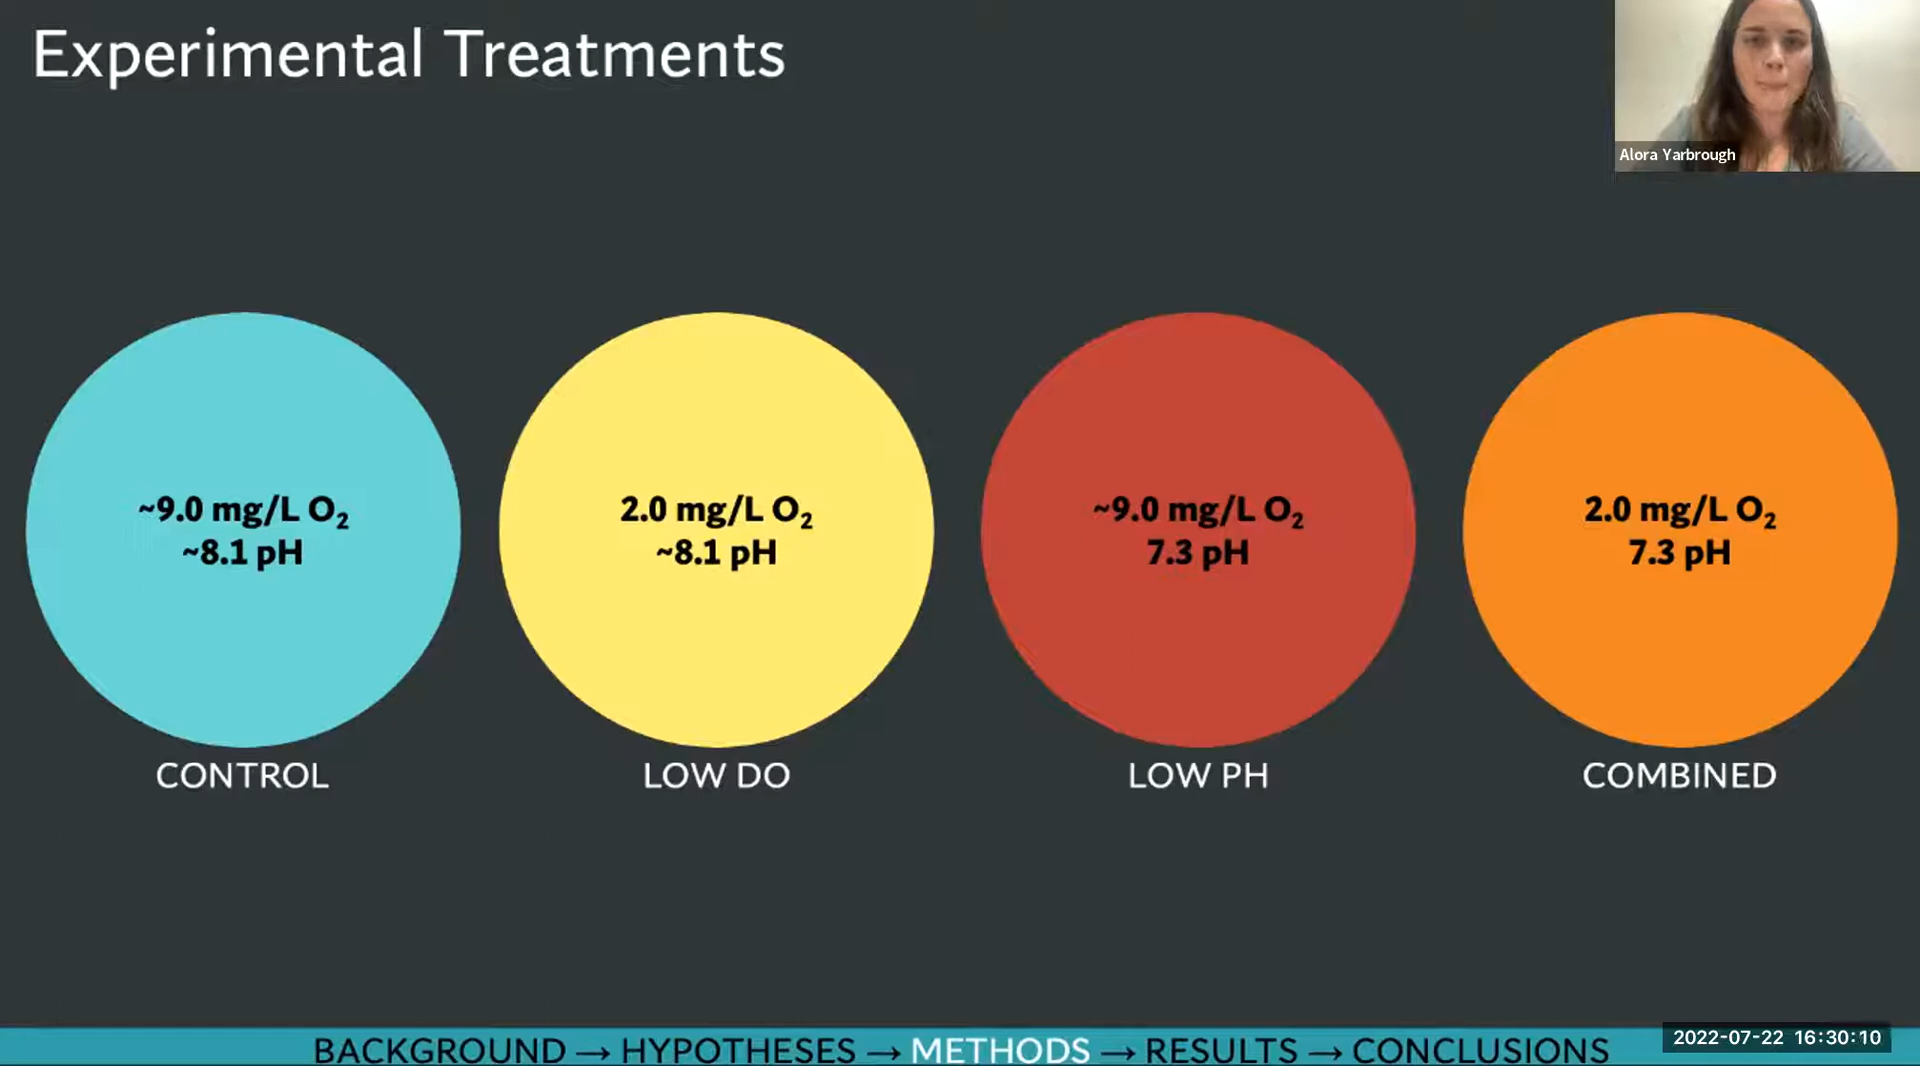 Experimental Treatments
Alora Yarbrough
~9.0 mg/L O₂
~8.1 pH
CONTROL
2.0 mg/L O₂
~8.1 pH
LOW DO
~9.0 mg/L O₂
7.3 pH
LOW PH
2.0 mg/L O₂
7.3 pH
COMBINED
BACKGROUND → HYPOTHESES → METHODS → RESULTS → CONCLUSIONS
2022-07-22 16:30:10